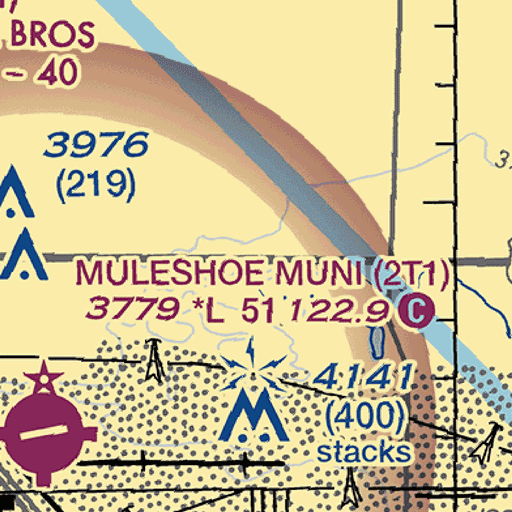 BROS
– 40
3976
(219)
MULESHOE MUNI (2T1)
3779 *L 51 122.9 C
4141
(400)
stacks